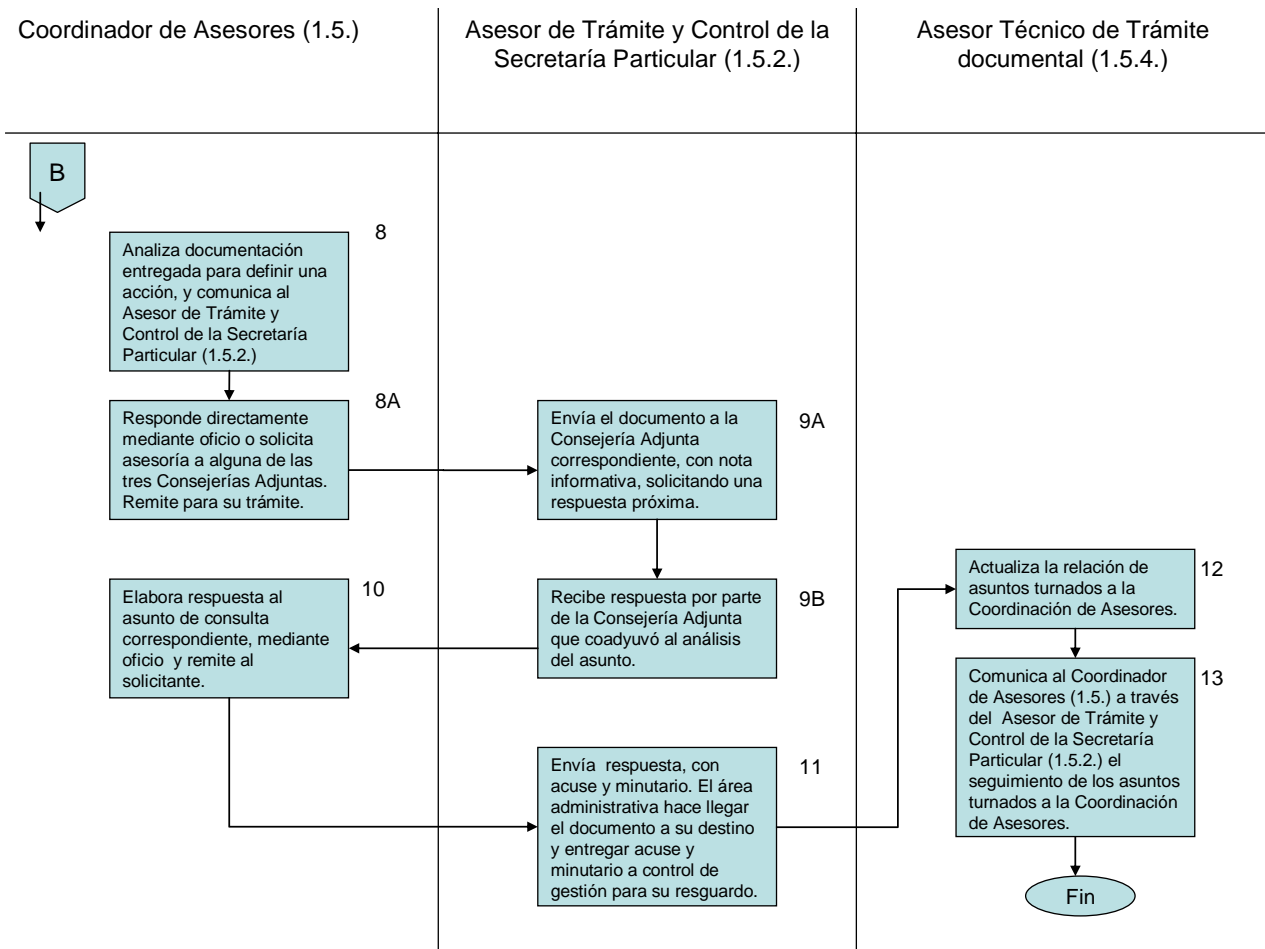 Coordinador de Asesores (1.5.)
Asesor de Trámite y Control de la
Secretaría Particular (1.5.2.)
Asesor Técnico de Trámite
documental (1.5.4.)
B
8
Analiza documentación
entregada para definir una
acción, y comunica al
Asesor de Trámite y
Control de la Secretaría
Particular (1.5.2.)
8A
Responde directamente
mediante oficio o solicita
asesoría a alguna de las
tres Consejerías Adjuntas.
Remite para su trámite.
9A
Envía el documento a la
Consejería Adjunta
correspondiente, con nota
informativa, solicitando una
respuesta próxima.
9B
Recibe respuesta por parte
de la Consejería Adjunta
que coadyuvó al análisis
del asunto.
10
Elabora respuesta al
asunto de consulta
correspondiente, mediante
oficio y remite al
solicitante.
11
Envía respuesta, con
acuse y minutario. El área
administrativa hace llegar
el documento a su destino
y entregar acuse y
minutario a control de
gestión para su resguardo.
12
Actualiza la relación de
asuntos turnados a la
Coordinación de Asesores.
13
Comunica al Coordinador
de Asesores (1.5.) a través
del Asesor de Trámite y
Control de la Secretaría
Particular (1.5.2.) el
seguimiento de los asuntos
turnados a la Coordinación
de Asesores.
Fin